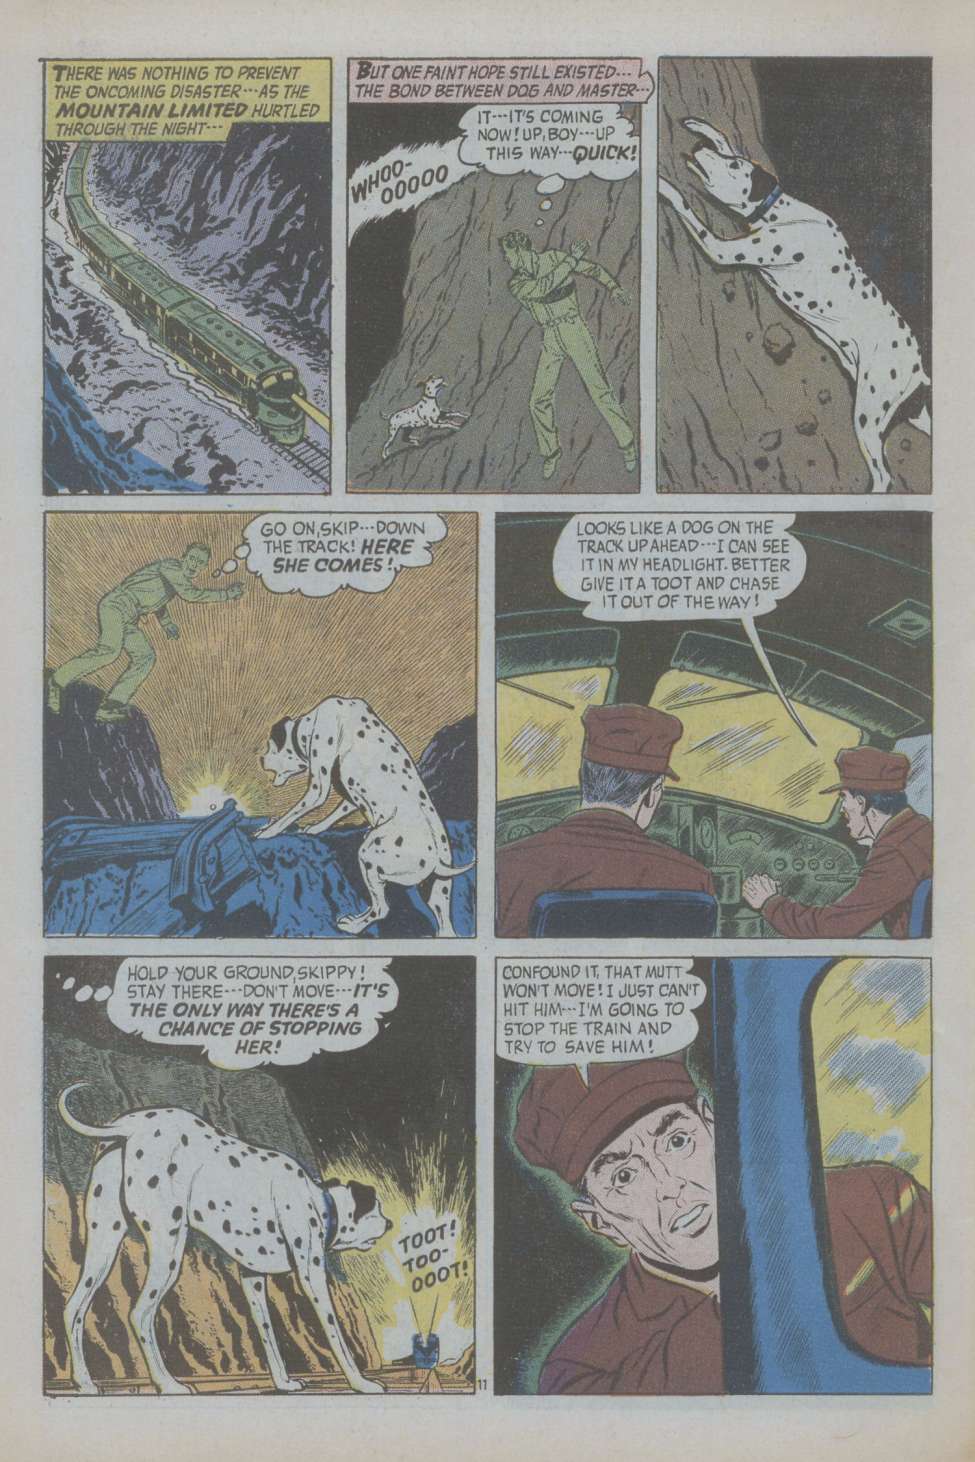 THERE WAS NOTHING TO PREVENT
THE ONCOMING DISASTER---AS THE
MOUNTAIN LIMITED HURTLED
THROUGH THE NIGHT---
BUT ONE FAINT HOPE STILL EXISTED---
THE BOND BETWEEN DOG AND MASTER---
WHOO-
OOOOO
IT---IT'S COMING
NOW! UP, BOY---UP
THIS WAY---QUICK!
GO ON, SKIP---DOWN
THE TRACK! HERE
SHE COMES!
LOOKS LIKE A DOG ON THE
TRACK UP AHEAD---I CAN SEE
IT IN MY HEADLIGHT. BETTER
GIVE IT A TOOT AND CHASE
IT OUT OF THE WAY!
HOLD YOUR GROUND, SKIPPY!
STAY THERE---DON'T MOVE---IT'S
THE ONLY WAY THERE'S A
CHANCE OF STOPPING
HER!
TOOT!
TOO-
OOOT!
CONFOUND IT, THAT MUTT
WON'T MOVE! I JUST CAN'T
HIT HIM---I'M GOING TO
STOP THE TRAIN AND
TRY TO SAVE HIM!
11